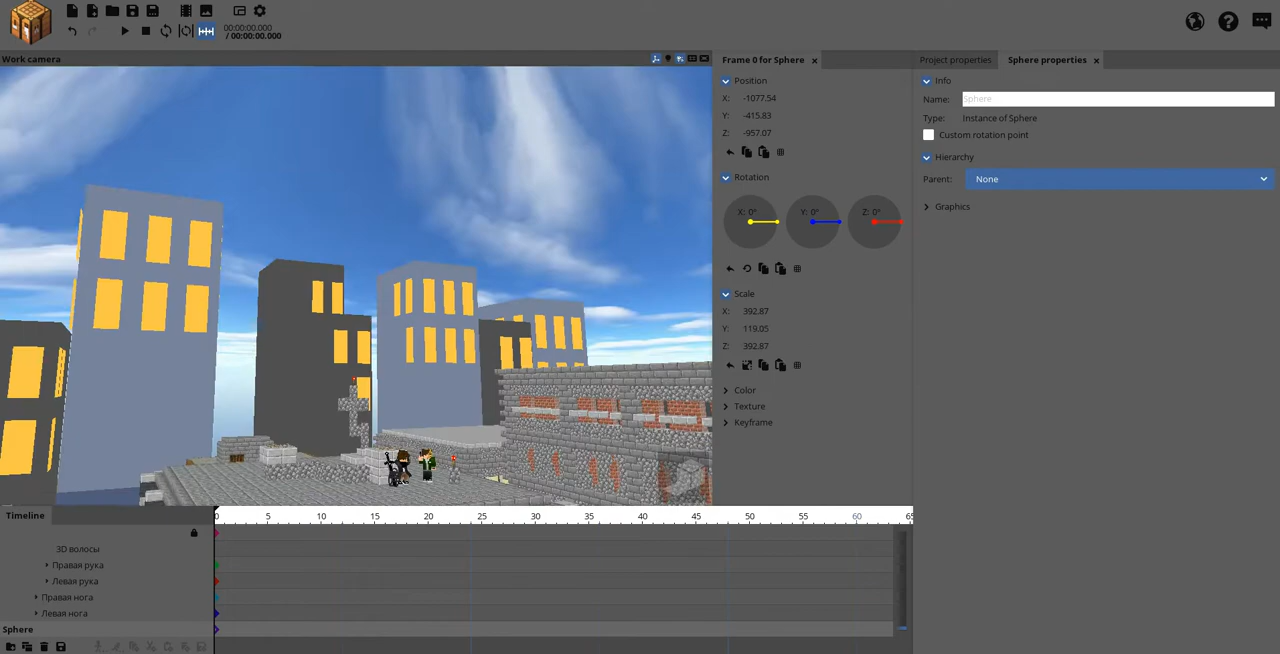 00:00:00.000
/ 00:00:00.000
Work camera
Frame 0 for Sphere
Project properties
Sphere properties
Position
X: -1077.54
Y: -415.83
Z: -957.07
Rotation
X: 0°
Y: 0°
Z: 0°
Scale
X: 392.87
Y: 119.05
Z: 392.87
Color
Texture
Keyframe
Info
Name: Sphere
Type: Instance of Sphere
Custom rotation point
Hierarchy
Parent: None
Graphics
Timeline
0 5 10 15 20 25 30 35 40 45 50 55 60 65
3D волосы
Правая рука
Левая рука
Правая нога
Левая нога
Sphere